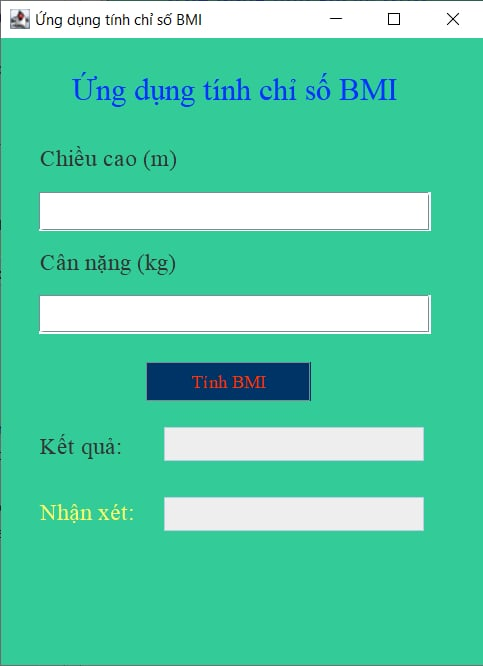 Ứng dụng tính chỉ số BMI
Ứng dụng tính chỉ số BMI
Chiều cao (m)
Cân nặng (kg)
Tính BMI
Kết quả:
Nhận xét: